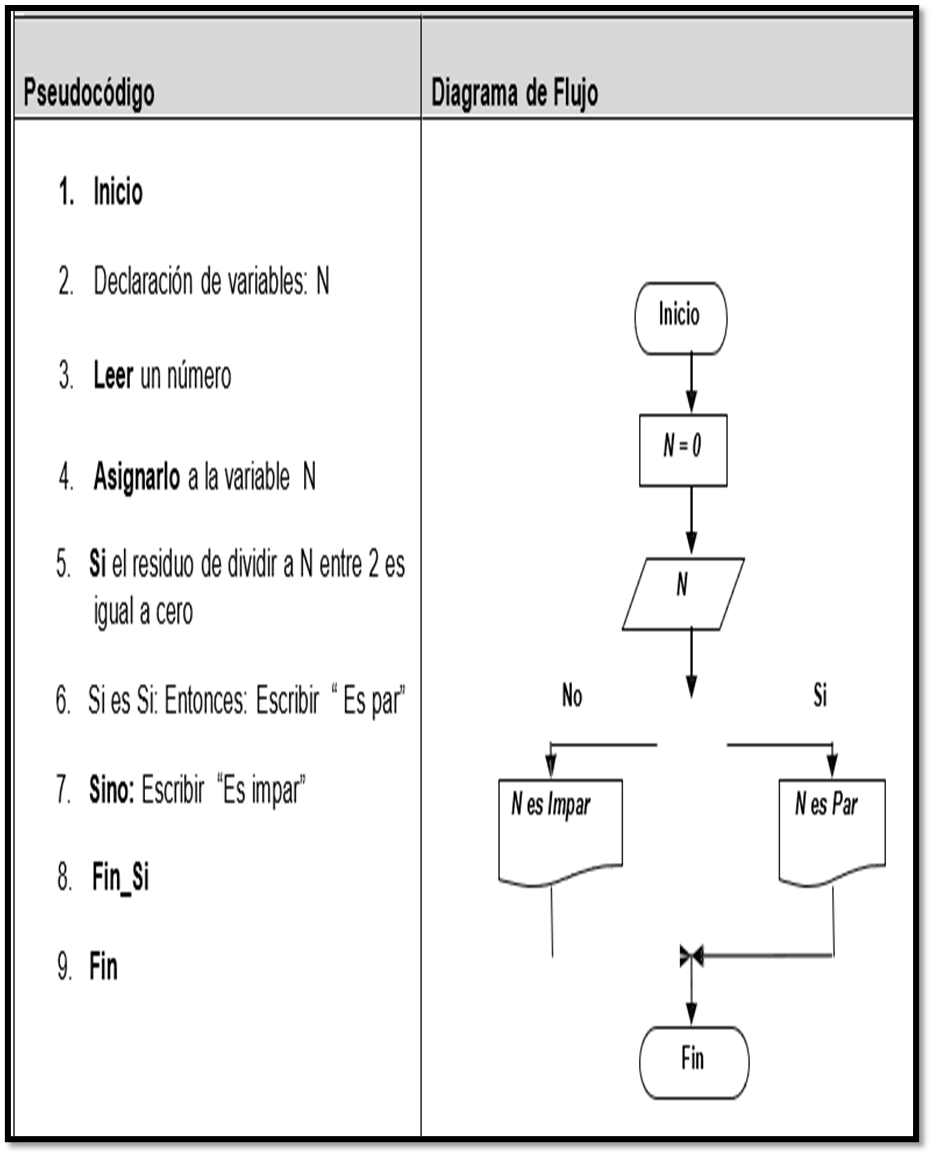 Pseudocódigo
Diagrama de Flujo
1. Inicio
2. Declaración de variables: N
3. Leer un número
4. Asignarlo a la variable N
5. Si el residuo de dividir a N entre 2 es
igual a cero
6. Si es Si: Entonces: Escribir “ Es par”
7. Sino: Escribir “Es impar”
8. Fin_Si
9. Fin
Inicio
N = 0
N
No
Si
N es Impar
N es Par
Fin